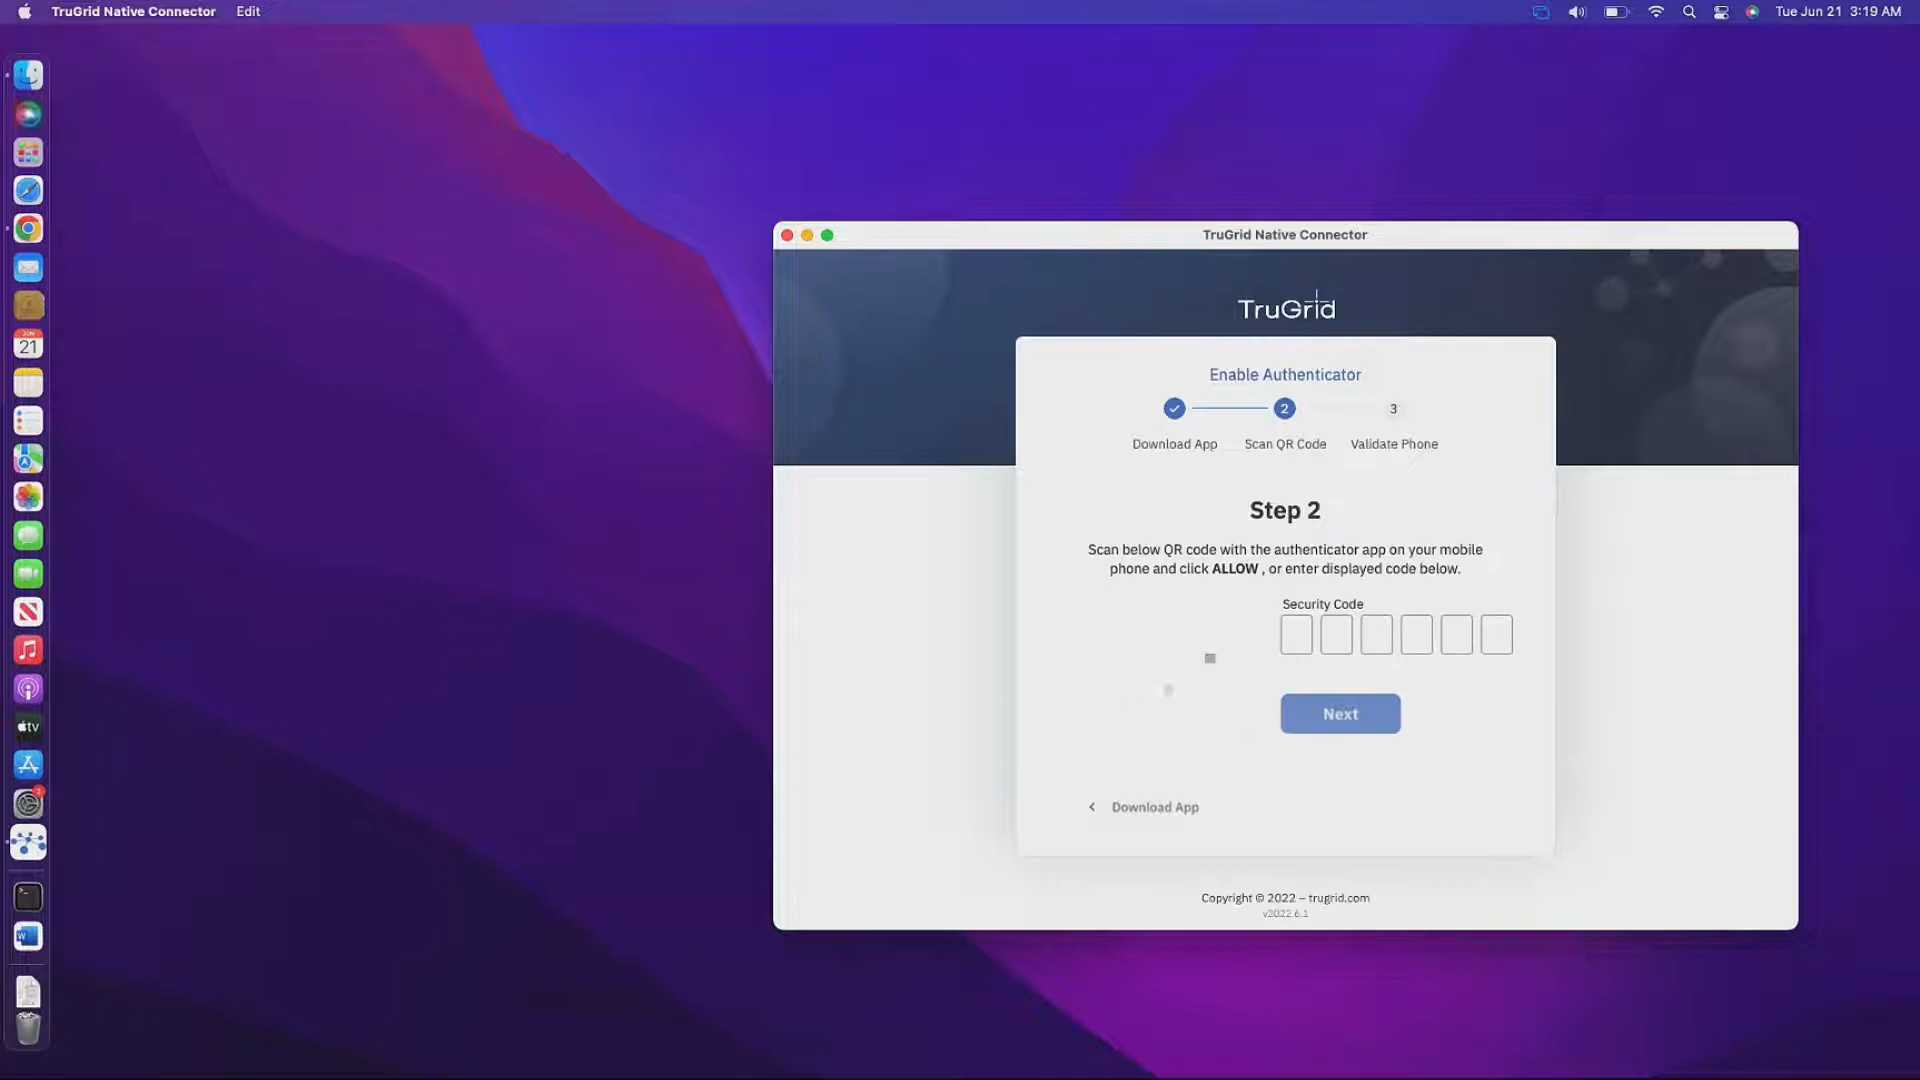 TruGrid Native Connector Edit
Tue Jun 21 3:19 AM
JUN
21
tv
2
W
TruGrid Native Connector
TruGrid
Enable Authenticator
2
3
Download App
Scan QR Code
Validate Phone
Step 2
Scan below QR code with the authenticator app on your mobile
phone and click ALLOW , or enter displayed code below.
Security Code
Next
< Download App
Copyright © 2022 – trugrid.com
v2022.6.1